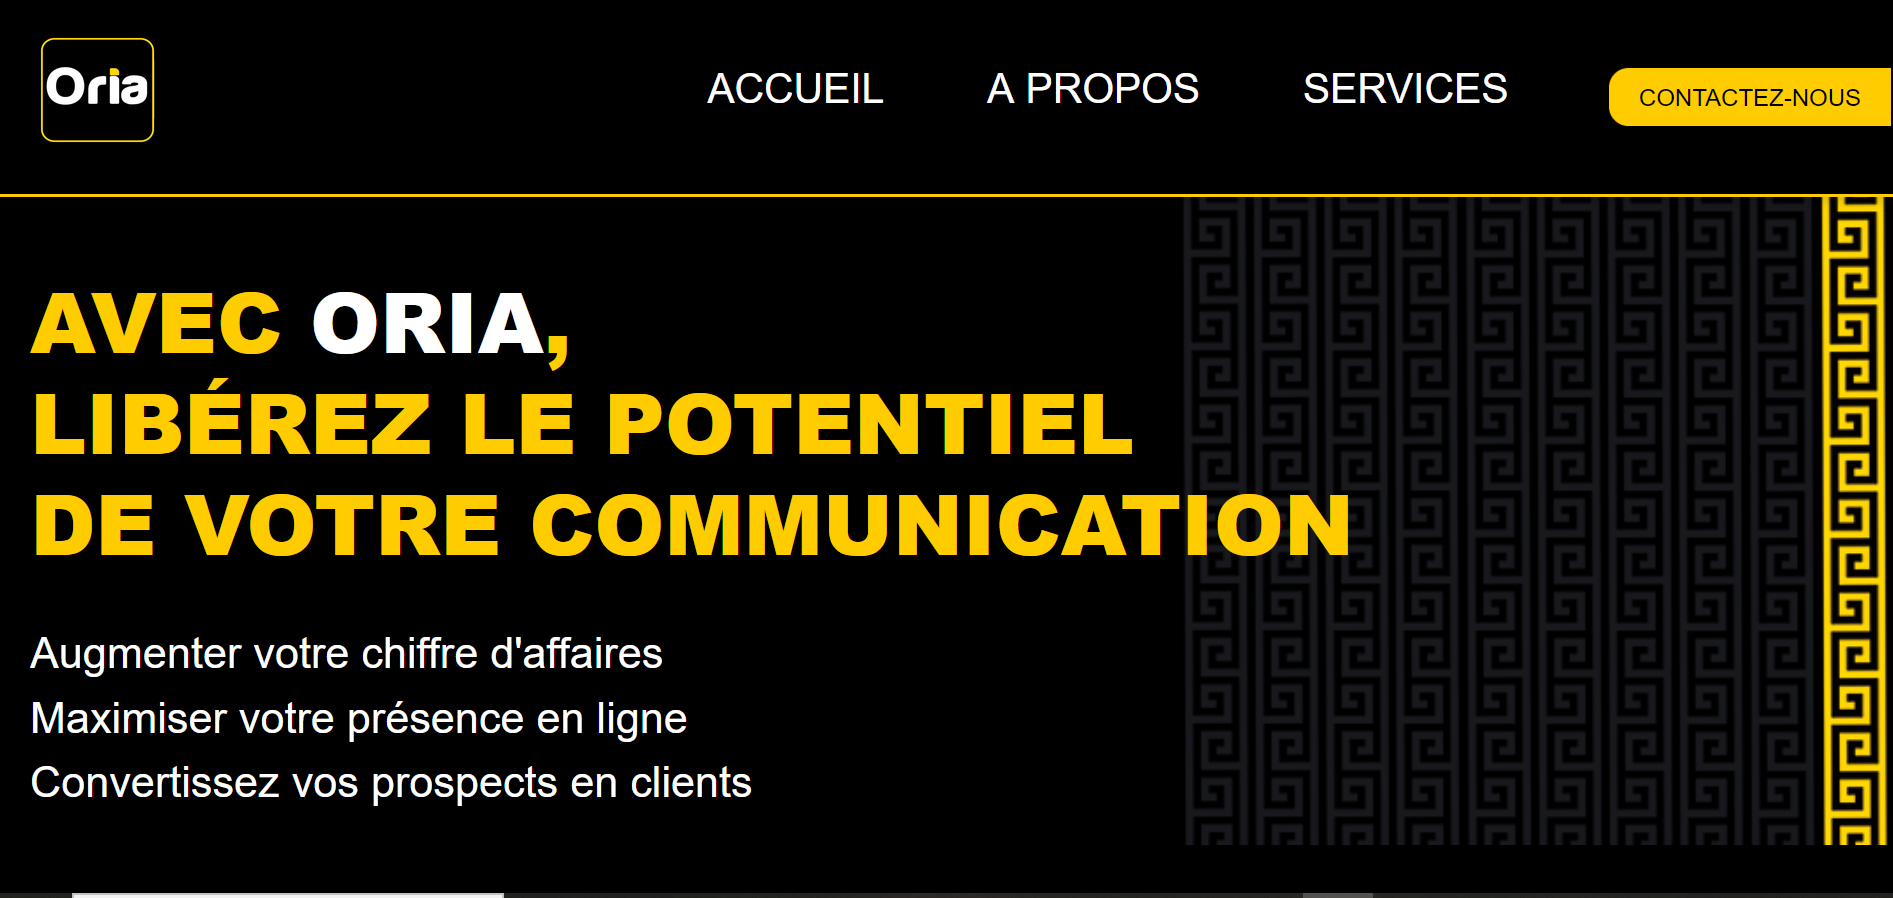 Oria
ACCUEIL
A PROPOS
SERVICES
CONTACTEZ-NOUS
AVEC ORIA,
LIBÉREZ LE POTENTIEL
DE VOTRE COMMUNICATION
Augmenter votre chiffre d'affaires
Maximiser votre présence en ligne
Convertissez vos prospects en clients